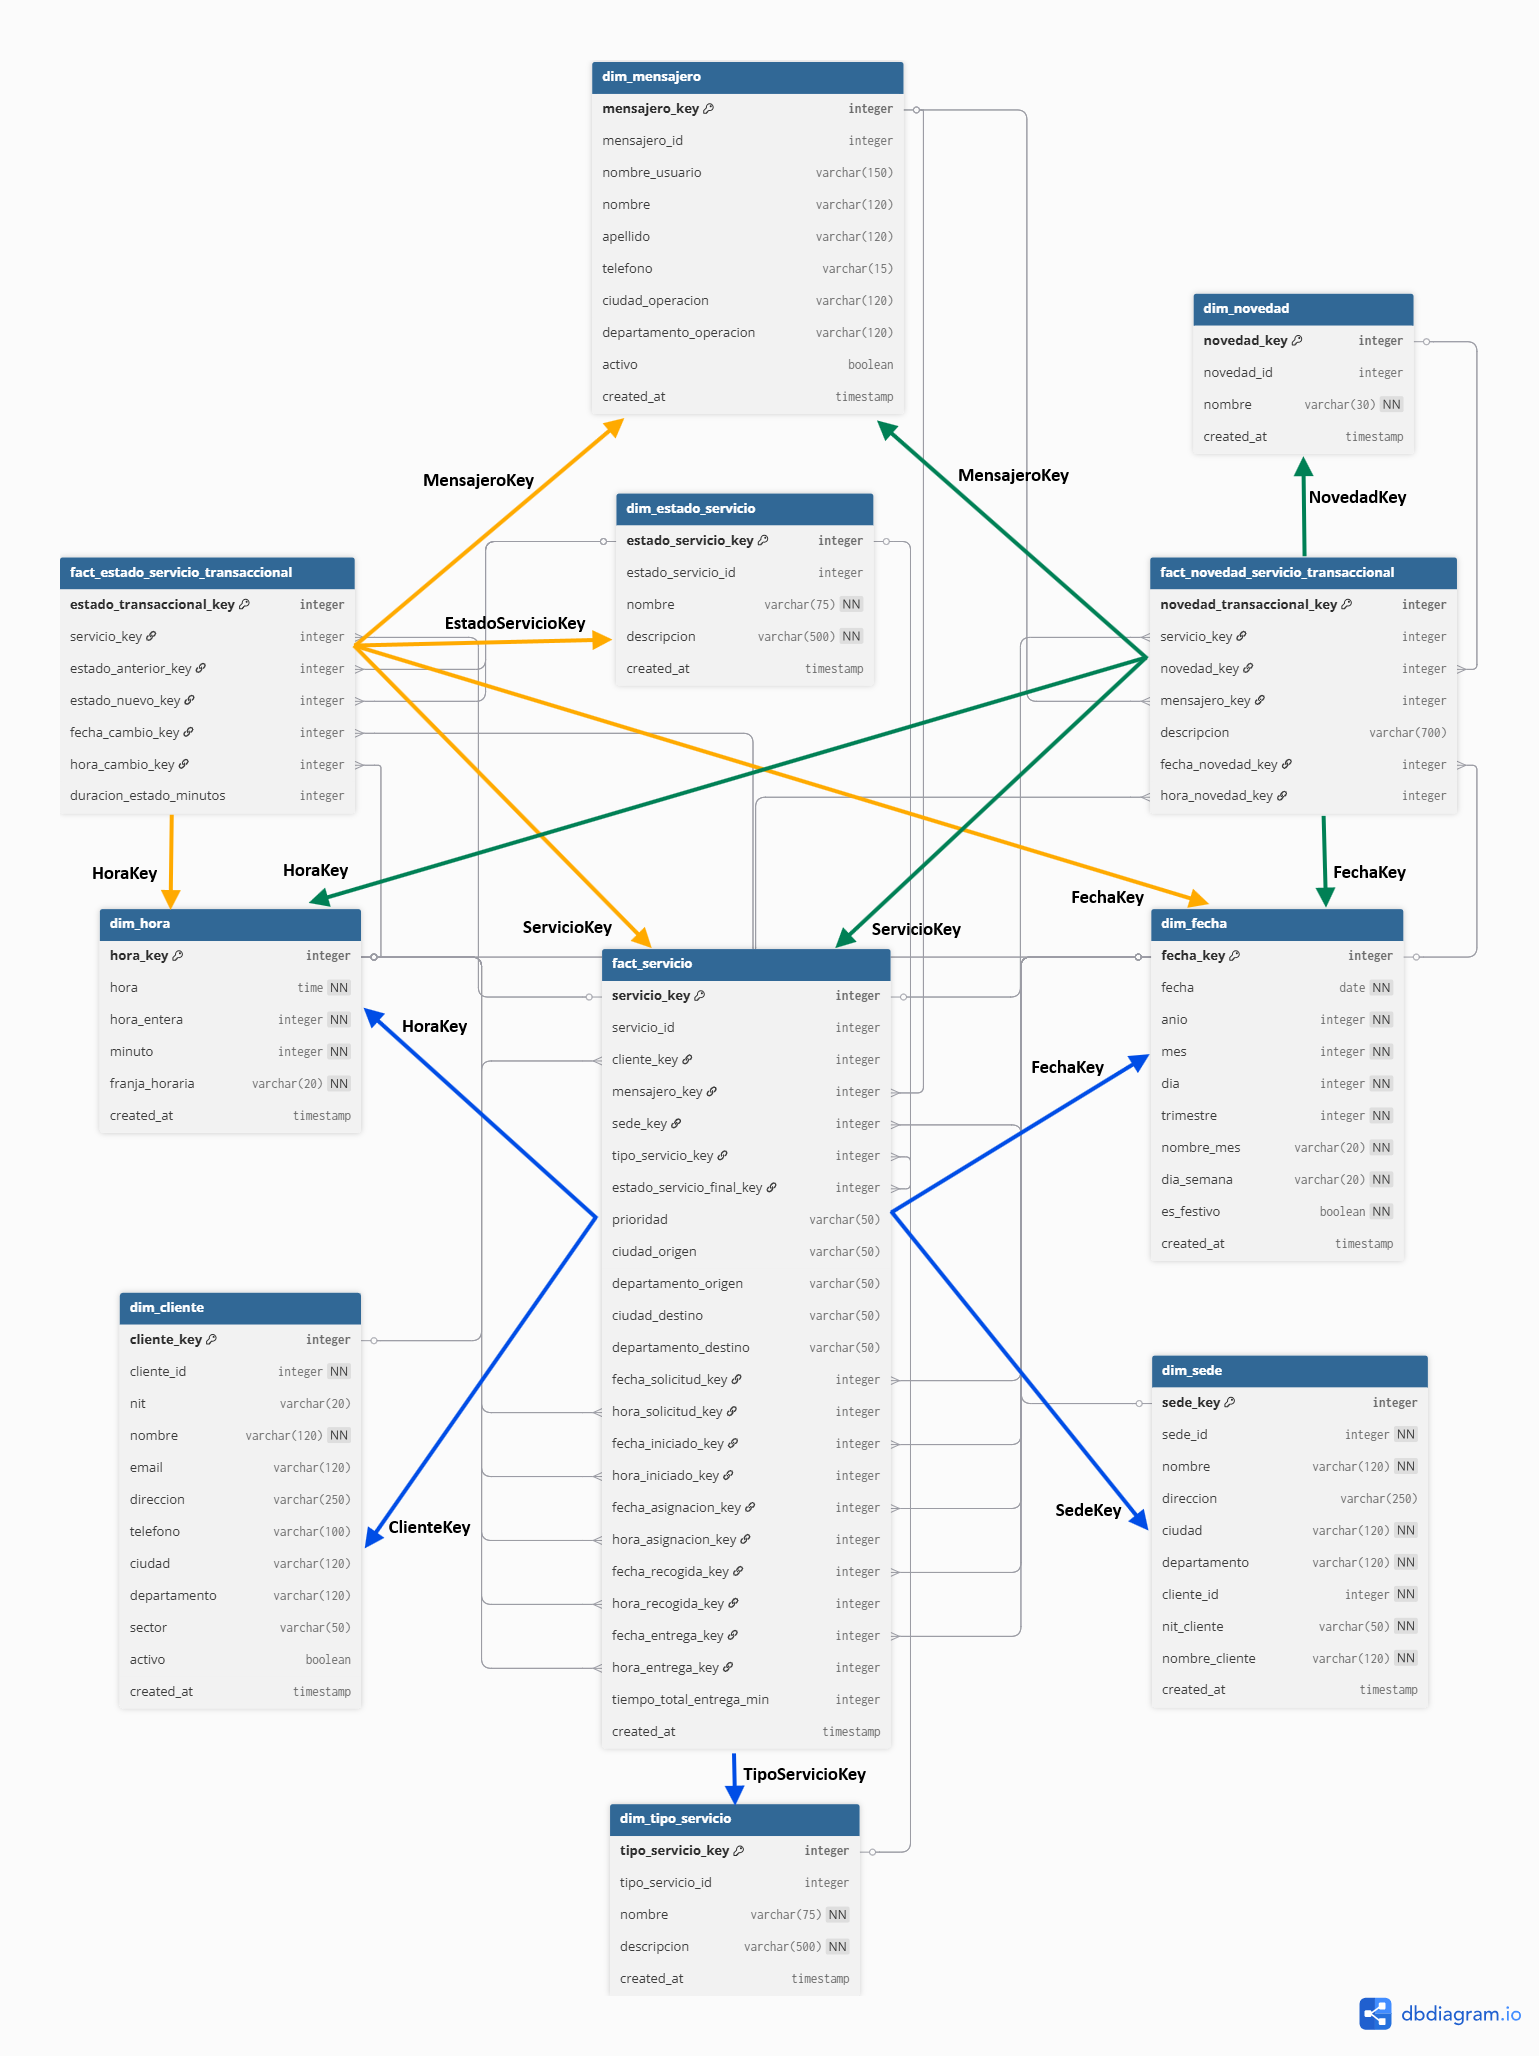 dim_mensajero
mensajero_key integer
mensajero_id integer
nombre_usuario varchar(150)
nombre varchar(120)
apellido varchar(120)
telefono varchar(15)
ciudad_operacion varchar(120)
departamento_operacion varchar(120)
activo boolean
created_at timestamp
dim_novedad
novedad_key integer
novedad_id integer
nombre varchar(30) NN
created_at timestamp
MensajeroKey
MensajeroKey
NovedadKey
dim_estado_servicio
estado_servicio_key integer
estado_servicio_id integer
nombre varchar(75) NN
descripcion varchar(500) NN
created_at timestamp
EstadoServicioKey
fact_estado_servicio_transaccional
estado_transaccional_key integer
servicio_key integer
estado_anterior_key integer
estado_nuevo_key integer
fecha_cambio_key integer
hora_cambio_key integer
duracion_estado_minutos integer
fact_novedad_servicio_transaccional
novedad_transaccional_key integer
servicio_key integer
novedad_key integer
mensajero_key integer
descripcion varchar(700)
fecha_novedad_key integer
hora_novedad_key integer
HoraKey
HoraKey
ServicioKey
ServicioKey
FechaKey
FechaKey
dim_hora
hora_key integer
hora time NN
hora_entera integer NN
minuto integer NN
franja_horaria varchar(20) NN
created_at timestamp
HoraKey
fact_servicio
servicio_key integer
servicio_id integer
cliente_key integer
mensajero_key integer
sede_key integer
tipo_servicio_key integer
estado_servicio_final_key integer
prioridad varchar(50)
ciudad_origen varchar(50)
departamento_origen varchar(50)
ciudad_destino varchar(50)
departamento_destino varchar(50)
fecha_solicitud_key integer
hora_solicitud_key integer
fecha_iniciado_key integer
hora_iniciado_key integer
fecha_asignacion_key integer
hora_asignacion_key integer
fecha_recogida_key integer
hora_recogida_key integer
fecha_entrega_key integer
hora_entrega_key integer
tiempo_total_entrega_min integer
created_at timestamp
FechaKey
dim_fecha
fecha_key integer
fecha date NN
anio integer NN
mes integer NN
dia integer NN
trimestre integer NN
nombre_mes varchar(20) NN
dia_semana varchar(20) NN
es_festivo boolean NN
created_at timestamp
dim_cliente
cliente_key integer
cliente_id integer NN
nit varchar(20)
nombre varchar(120) NN
email varchar(120)
direccion varchar(250)
telefono varchar(100)
ciudad varchar(120)
departamento varchar(120)
sector varchar(50)
activo boolean
created_at timestamp
ClienteKey
SedeKey
dim_sede
sede_key integer
sede_id integer NN
nombre varchar(120) NN
direccion varchar(250)
ciudad varchar(120) NN
departamento varchar(120) NN
cliente_id integer NN
nit_cliente varchar(50) NN
nombre_cliente varchar(120) NN
created_at timestamp
TipoServicioKey
dim_tipo_servicio
tipo_servicio_key integer
tipo_servicio_id integer
nombre varchar(75) NN
descripcion varchar(500) NN
created_at timestamp
dbdiagram.io